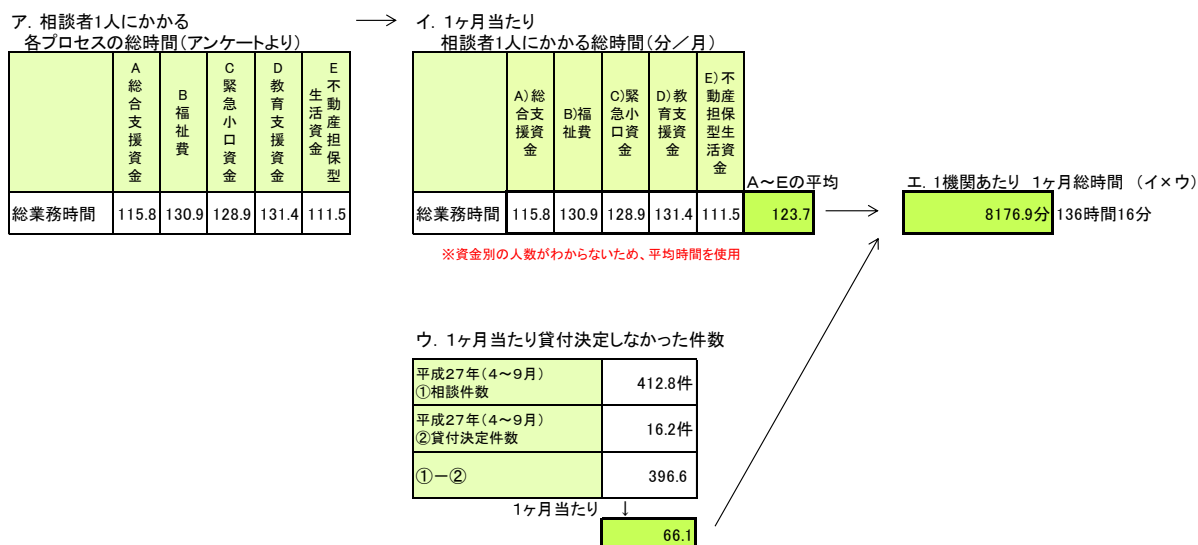 ア．相談者1人にかかる
各プロセスの総時間（アンケートより）
A総合支援資金 B福祉費 C緊急小口資金 D教育支援資金 E不動産担保型生活資金
総業務時間 115.8 130.9 128.9 131.4 111.5
イ．1ヶ月当たり
相談者1人にかかる総時間（分／月）
A）総合支援資金 B)福祉費 C)緊急小口資金 D）教育支援資金 E）不動産担保型生活資金
A～Eの平均
総業務時間 115.8 130.9 128.9 131.4 111.5 123.7
※資金別の人数がわからないため、平均時間を使用
エ．1機関あたり 1ヶ月総時間 （イ×ウ）
8176.9分 136時間16分
ウ．1ヶ月当たり貸付決定しなかった件数
平成27年（4～9月）
①相談件数 412.8件
平成27年（4～9月）
②貸付決定件数 16.2件
①－② 396.6
1ヶ月当たり ↓
66.1